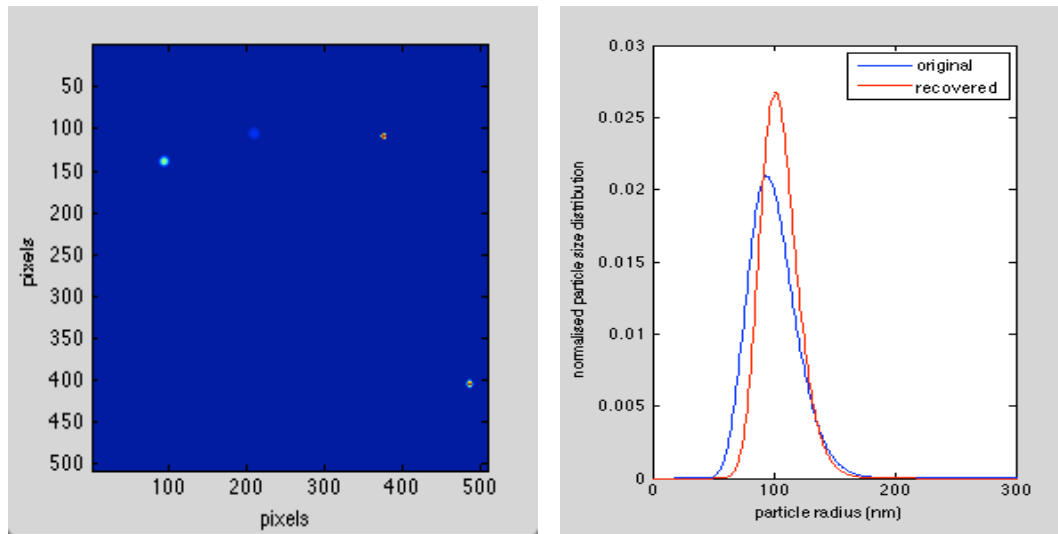 50
100
150
200
250
300
350
400
450
500
pixels
100 200 300 400 500
pixels
0.03
0.025
0.02
0.015
0.01
0.005
0
normalised particle size distribution
original
recovered
0 100 200 300
particle radius (nm)